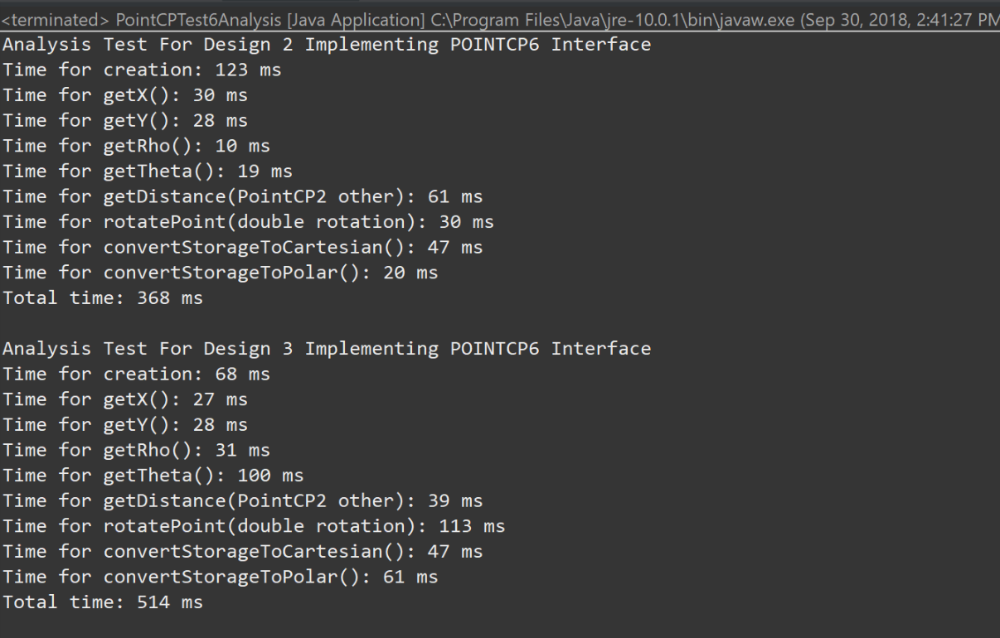 <terminated> PointCPTest6Analysis [Java Application] C:\Program Files\Java\jre-10.0.1\bin\javaw.exe (Sep 30, 2018, 2:41:27 PM
Analysis Test For Design 2 Implementing POINTCP6 Interface
Time for creation: 123 ms
Time for getX(): 30 ms
Time for getY(): 28 ms
Time for getRho(): 10 ms
Time for getTheta(): 19 ms
Time for getDistance(PointCP2 other): 61 ms
Time for rotatePoint(double rotation): 30 ms
Time for convertStorageToCartesian(): 47 ms
Time for convertStorageToPolar(): 20 ms
Total time: 368 ms
Analysis Test For Design 3 Implementing POINTCP6 Interface
Time for creation: 68 ms
Time for getX(): 27 ms
Time for getY(): 28 ms
Time for getRho(): 31 ms
Time for getTheta(): 100 ms
Time for getDistance(PointCP2 other): 39 ms
Time for rotatePoint(double rotation): 113 ms
Time for convertStorageToCartesian(): 47 ms
Time for convertStorageToPolar(): 61 ms
Total time: 514 ms